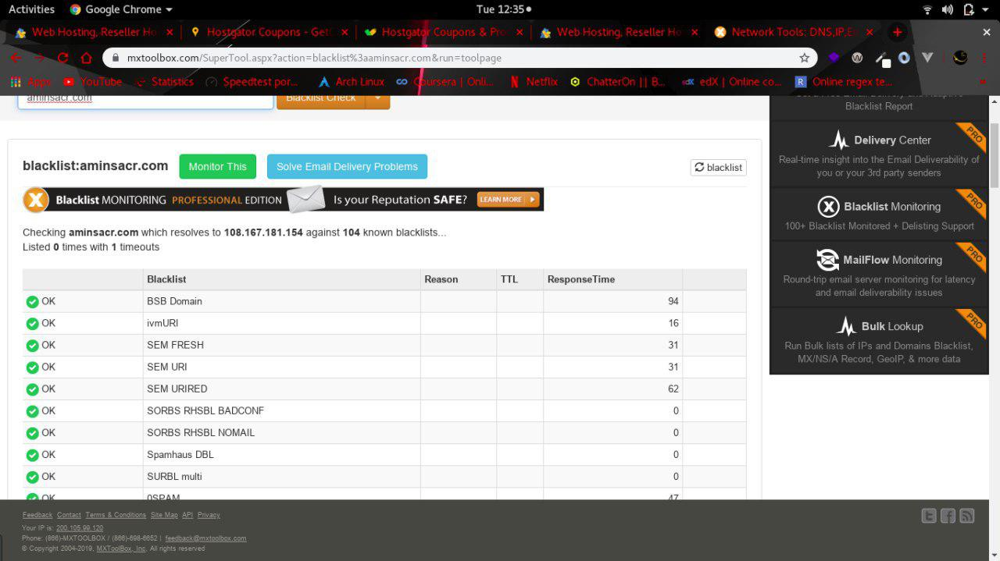 Activities Google Chrome Tue 12:35
Web Hosting, Reseller Ho Hostgator Coupons - Get Hostgator Coupons & Pro Web Hosting, Reseller Ho Network Tools: DNS,IP,E
mxtoolbox.com/SuperTool.aspx?action=blacklist%3aaminsacr.com&run=toolpage
Apps YouTube Statistics Speedtest por... Arch Linux Coursera | Onli... Netflix ChatterOn || B... edX | Online co... Online regex te...
aminsacr.com Blacklist Check
blacklist:aminsacr.com Monitor This Solve Email Delivery Problems blacklist
Blacklist MONITORING PROFESSIONAL EDITION Is your Reputation SAFE? LEARN MORE
Checking aminsacr.com which resolves to 108.167.181.154 against 104 known blacklists...
Listed 0 times with 1 timeouts
Blacklist Reason TTL ResponseTime
OK BSB Domain 94
OK ivmURI 16
OK SEM FRESH 31
OK SEM URI 31
OK SEM URIRED 62
OK SORBS RHSBL BADCONF 0
OK SORBS RHSBL NOMAIL 0
OK Spamhaus DBL 0
OK SURBL multi 0
OK 0SPAM 47
Blacklist Report
PRO
Delivery Center
Real-time insight into the Email Deliverability of
you or your 3rd party senders
PRO
Blacklist Monitoring
100+ Blacklist Monitored + Delisting Support
PRO
MailFlow Monitoring
Round-trip email server monitoring for latency
and email deliverability issues
PRO
Bulk Lookup
Run Bulk lists of IPs and Domains Blacklist,
MX/NS/A Record, GeoIP, & more data
Feedback Contact Terms & Conditions Site Map API Privacy
Your IP is: 200.105.99.120
Phone: (866)-MXTOOLBOX / (866)-698-6652 | feedback@mxtoolbox.com
© Copyright 2004-2019, MXToolBox, Inc, All rights reserved